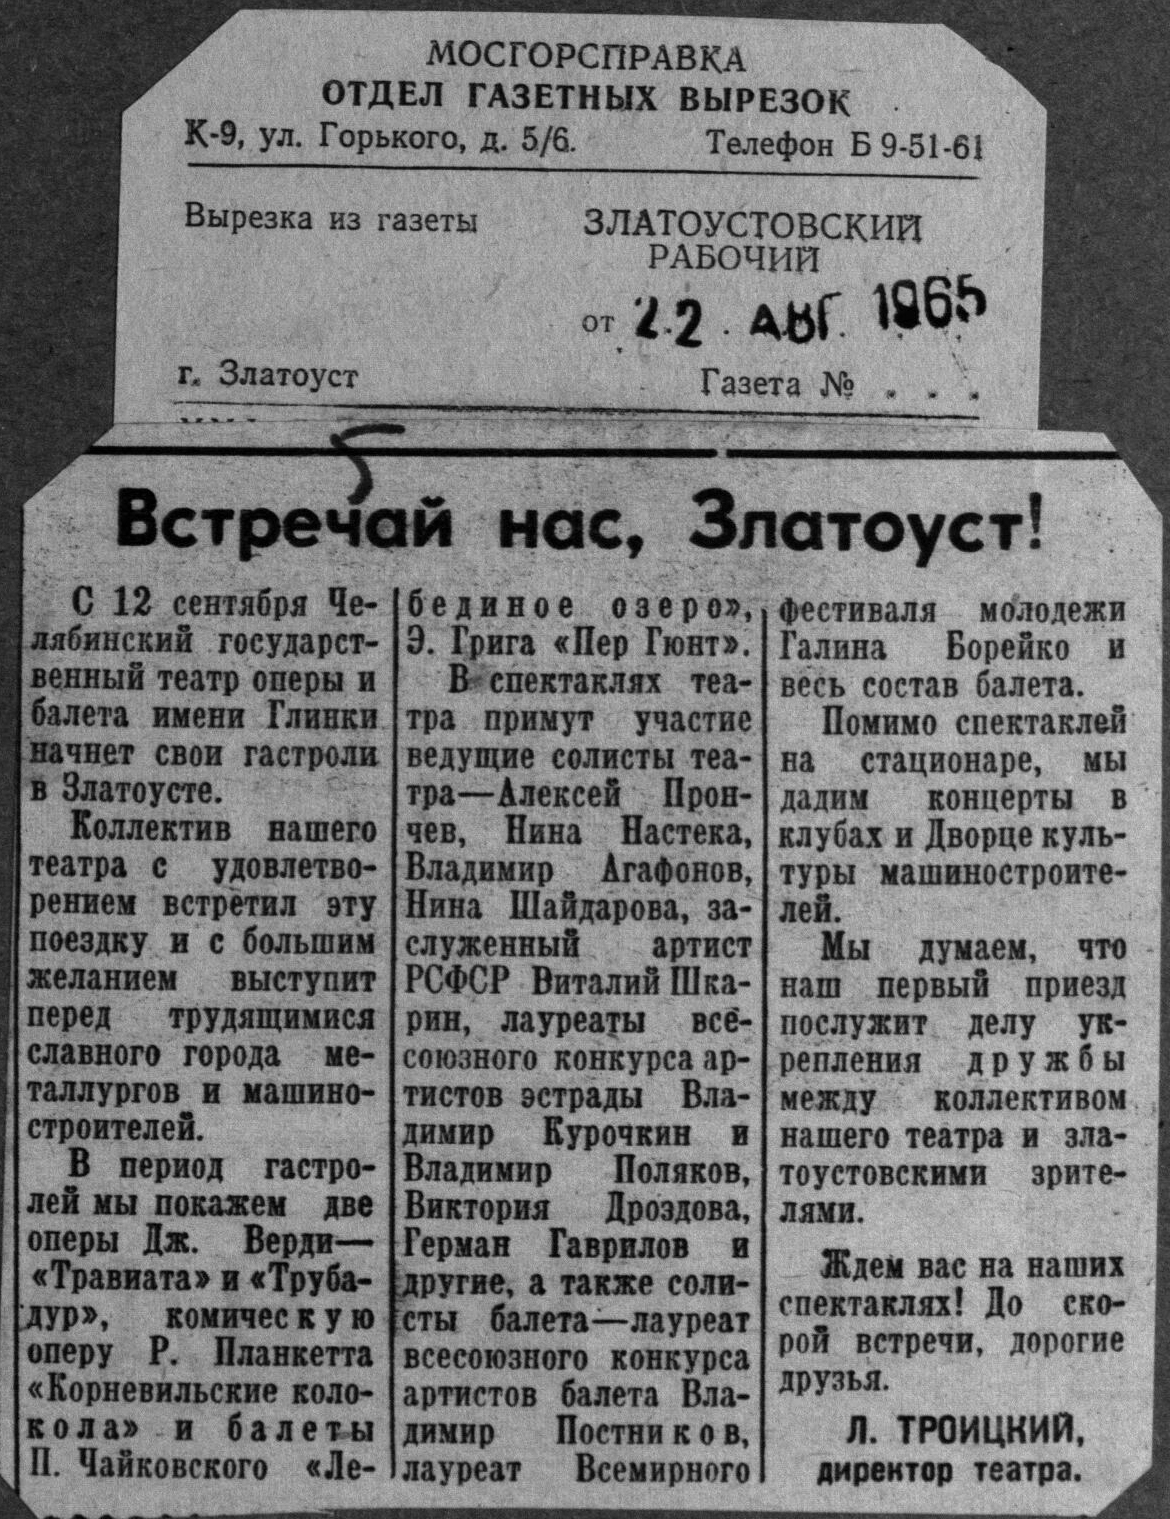 МОСГОРСПРАВКА
ОТДЕЛ ГАЗЕТНЫХ ВЫРЕЗОК
К-9, ул. Горького, д. 5/6. Телефон Б 9-51-61
Вырезка из газеты
ЗЛАТОУСТОВСКИЙ
РАБОЧИЙ
от 22. АВГ. 1965
г. Златоуст Газета № . . .
Встречай нас, Златоуст!
С 12 сентября Че-
лябинский государст-
венный театр оперы и
балета имени Глинки
начнет свои гастроли
в Златоусте.
Коллектив нашего
театра с удовлетво-
рением встретил эту
поездку и с большим
желанием выступит
перед трудящимися
славного города ме-
таллургов и машино-
строителей.
В период гастро-
лей мы покажем две
оперы Дж. Верди—
«Травиата» и «Труба-
дур», комическую
оперу Р. Планкетта
«Корневильские коло-
кола» и балеты
П. Чайковского «Ле-
бединое озеро»,
Э. Грига «Пер Гюнт».
В спектаклях теа-
тра примут участие
ведущие солисты теа-
тра—Алексей Прон-
чев, Нина Настека,
Владимир Агафонов,
Нина Шайдарова, за-
служенный артист
РСФСР Виталий Шка-
рин, лауреаты все-
союзного конкурса ар-
тистов эстрады Вла-
димир Курочкин и
Владимир Поляков,
Виктория Дроздова,
Герман Гаврилов и
другие, а также соли-
сты балета—лауреат
всесоюзного конкурса
артистов балета Вла-
димир Постников,
лауреат Всемирного
фестиваля молодежи
Галина Борейко и
весь состав балета.
Помимо спектаклей
на стационаре, мы
дадим концерты в
клубах и Дворце куль-
туры машиностроите-
лей.
Мы думаем, что
наш первый приезд
послужит делу ук-
репления дружбы
между коллективом
нашего театра и зла-
тоустовскими зрите-
лями.
Ждем вас на наших
спектаклях! До ско-
рой встречи, дорогие
друзья.
Л. ТРОИЦКИЙ,
директор театра.